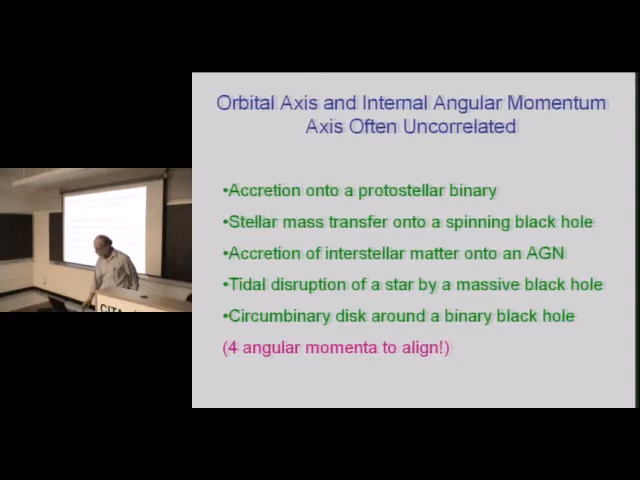 Orbital Axis and Internal Angular Momentum
Axis Often Uncorrelated
•Accretion onto a protostellar binary
•Stellar mass transfer onto a spinning black hole
•Accretion of interstellar matter onto an AGN
•Tidal disruption of a star by a massive black hole
•Circumbinary disk around a binary black hole
(4 angular momenta to align!)